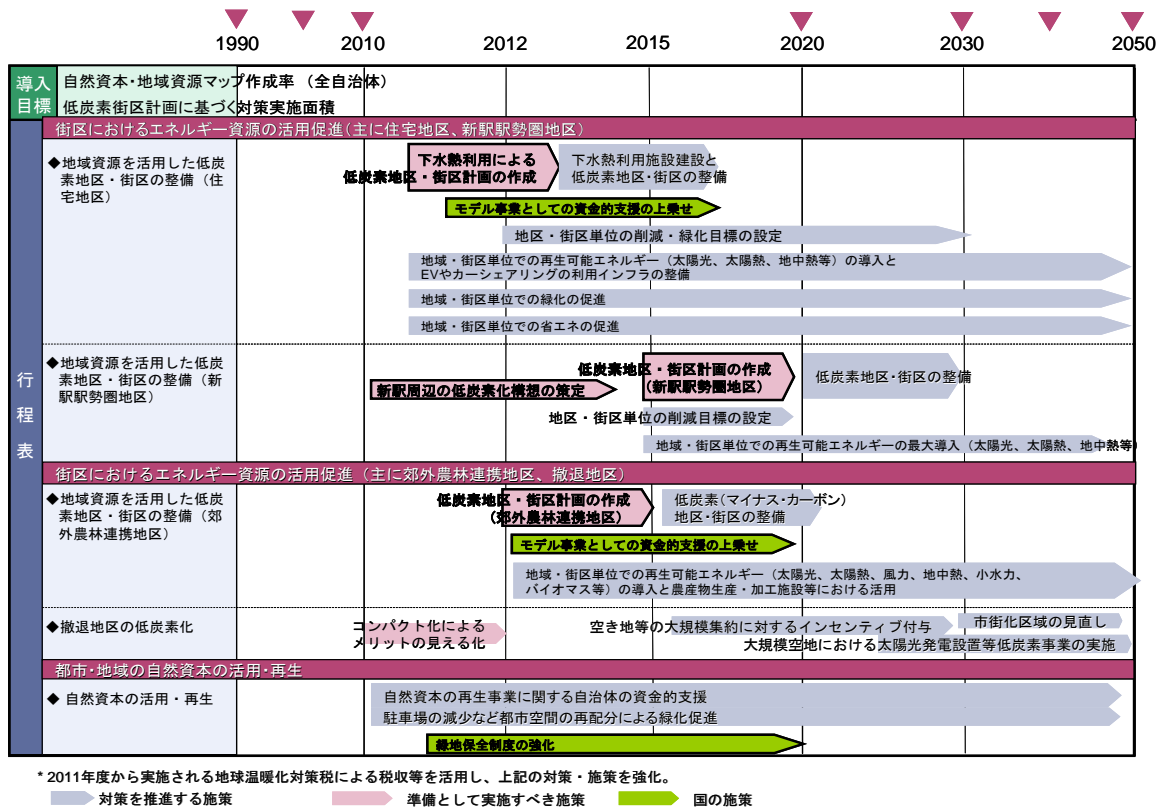 1990 2010 2012 2015 2020 2030 2050
導入
目標
自然資本・地域資源マップ作成率 (全自治体)
低炭素街区計画に基づく対策実施面積
行
程
表
街区におけるエネルギー資源の活用促進(主に住宅地区、新駅駅勢圏地区)
◆地域資源を活用した低炭
素地区・街区の整備(住
宅地区)
下水熱利用による
低炭素地区・街区計画の作成
下水熱利用施設建設と
低炭素地区・街区の整備
モデル事業としての資金的支援の上乗せ
地区・街区単位の削減・緑化目標の設定
地域・街区単位での再生可能エネルギー(太陽光、太陽熱、地中熱等)の導入と
EVやカーシェアリングの利用インフラの整備
地域・街区単位での緑化の促進
地域・街区単位での省エネの促進
◆地域資源を活用した低炭
素地区・街区の整備(新
駅駅勢圏地区)
低炭素地区・街区計画の作成
(新駅駅勢圏地区)
低炭素地区・街区の整備
新駅周辺の低炭素化構想の策定
地区・街区単位の削減目標の設定
地域・街区単位での再生可能エネルギーの最大導入(太陽光、太陽熱、地中熱等)
街区におけるエネルギー資源の活用促進(主に郊外農林連携地区、撤退地区)
◆地域資源を活用した低炭
素地区・街区の整備(郊
外農林連携地区)
低炭素地区・街区計画の作成
(郊外農林連携地区)
低炭素(マイナス・カーボン)
地区・街区の整備
モデル事業としての資金的支援の上乗せ
地域・街区単位での再生可能エネルギー(太陽光、太陽熱、風力、地中熱、小水力、
バイオマス等)の導入と農産物生産・加工施設等における活用
◆撤退地区の低炭素化
コンパクト化による
メリットの見える化
空き地等の大規模集約に対するインセンティブ付与
市街化区域の見直し
大規模空地における太陽光発電設置等低炭素事業の実施
都市・地域の自然資本の活用・再生
◆ 自然資本の活用・再生
自然資本の再生事業に関する自治体の資金的支援
駐車場の減少など都市空間の再配分による緑化促進
緑地保全制度の強化
* 2011年度から実施される地球温暖化対策税による税収等を活用し、上記の対策・施策を強化。
対策を推進する施策 準備として実施すべき施策 国の施策